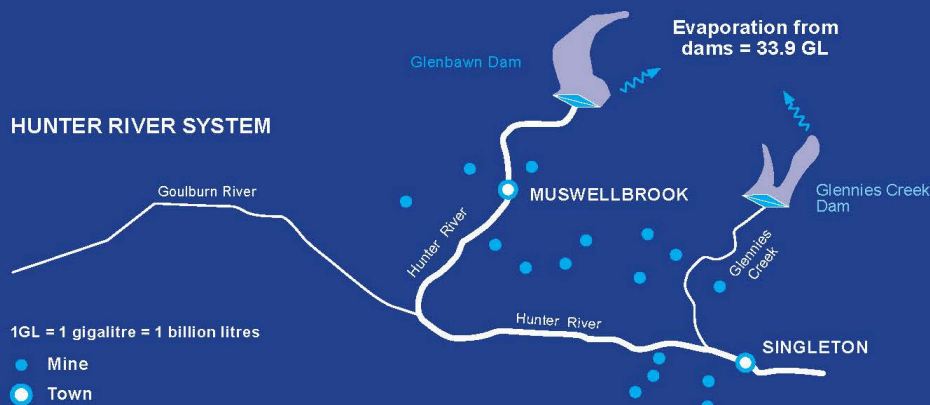 Evaporation from
dams = 33.9 GL
Glenbawn Dam
HUNTER RIVER SYSTEM
Goulburn River
MUSWELLBROOK
Glennies Creek
Dam
Hunter River
Glennies
Creek
Hunter River
1GL = 1 gigalitre = 1 billion litres
SINGLETON
Mine
Town